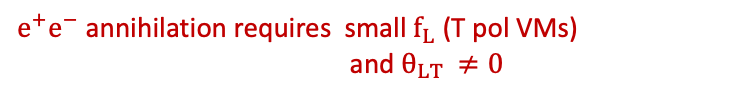 e⁺e⁻ annihilation requires small f_L (T pol VMs)
and θ_LT ≠ 0